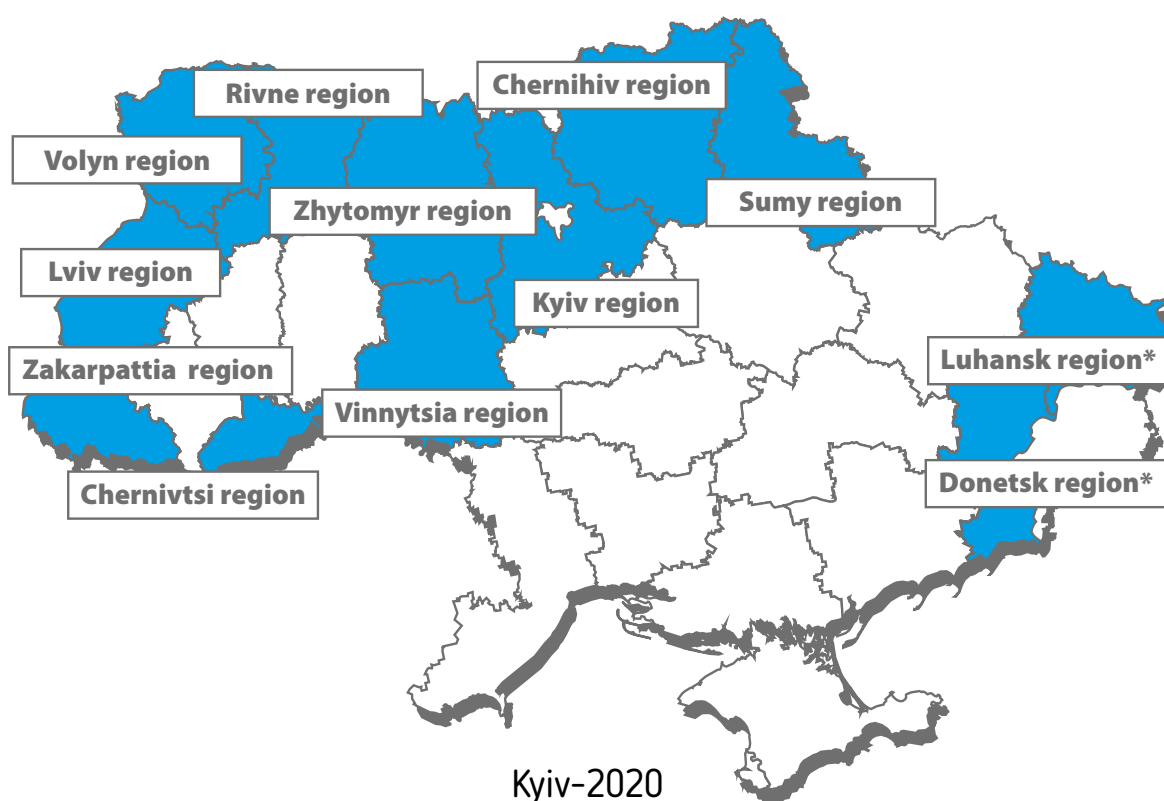 Chernihiv region
Rivne region
Volyn region
Sumy region
Zhytomyr region
Lviv region
Kyiv region
Luhansk region*
Zakarpattia region
Vinnytsia region
Donetsk region*
Chernivtsi region
Kyiv-2020